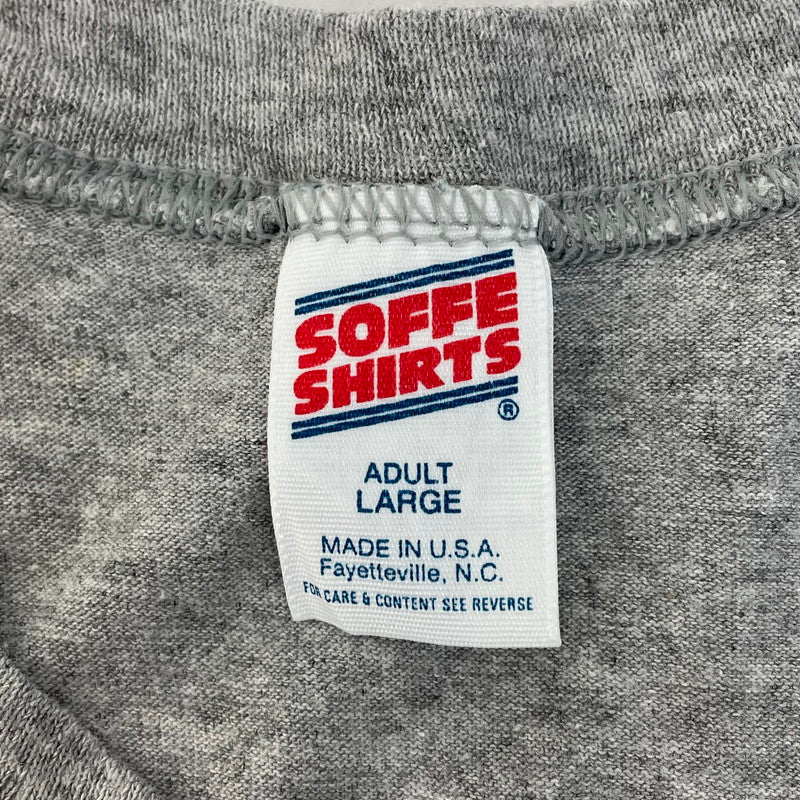 SOFFE
SHIRTS
®
ADULT
LARGE
MADE IN U.S.A.
Fayetteville, N.C.
FOR CARE & CONTENT SEE REVERSE